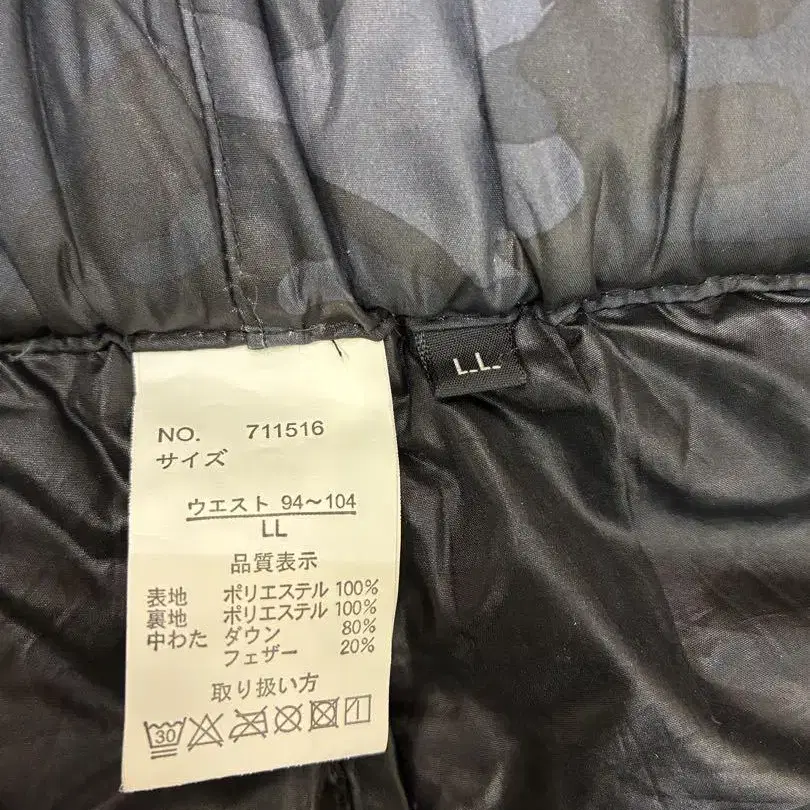 L.L.
NO. 711516
サイズ
ウエスト 94〜104
LL
品質表示
表地 ポリエステル 100%
裏地 ポリエステル 100%
中わた ダウン 80%
フェザー 20%
取り扱い方
30